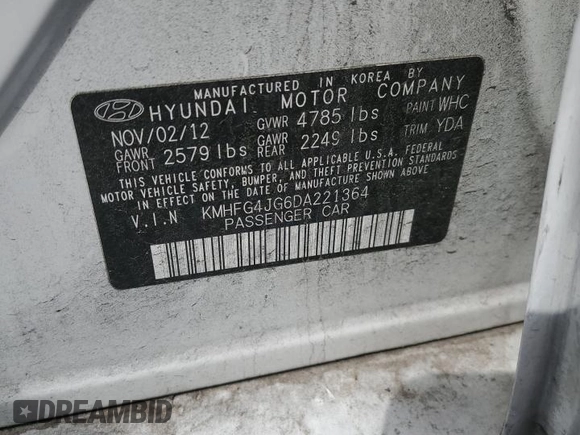 MANUFACTURED IN KOREA BY
HYUNDAI MOTOR COMPANY
NOV/02/12 GVWR 4785 lbs PAINT WHC
GAWR FRONT 2579 lbs GAWR REAR 2249 lbs TRIM YDA
THIS VEHICLE CONFORMS TO ALL APPLICABLE U.S.A. FEDERAL
MOTOR VEHICLE SAFETY, BUMPER, AND THEFT PREVENTION STANDARDS
IN EFFECT ON THE DATE OF MANUFACTURE SHOWN ABOVE.
V.I.N KMHFG4JG6DA221364
PASSENGER CAR
DREAMBID